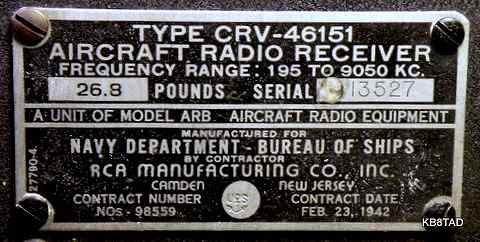 TYPE CRV-46151
AIRCRAFT RADIO RECEIVER
FREQUENCY RANGE: 195 TO 9050 KC.
26.8 POUNDS SERIAL 13527
A UNIT OF MODEL ARB AIRCRAFT RADIO EQUIPMENT
MANUFACTURED FOR
NAVY DEPARTMENT - BUREAU OF SHIPS
BY CONTRACTOR
RCA MANUFACTURING CO., INC.
CAMDEN NEW JERSEY
CONTRACT NUMBER CONTRACT DATE
NOs - 98559 FEB. 23, 1942
27790-4
KB8TAD